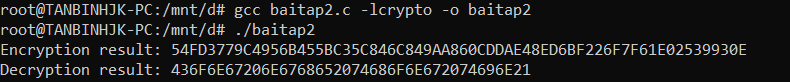 root@TANBINHJK-PC:/mnt/d# gcc baitap2.c -lcrypto -o baitap2
root@TANBINHJK-PC:/mnt/d# ./baitap2
Encryption result: 54FD3779C4956B455BC35C846C849AA860CDDAE48ED6BF226F7F61E02539930E
Decryption result: 436F6E67206E6768652074686F6E672074696E21